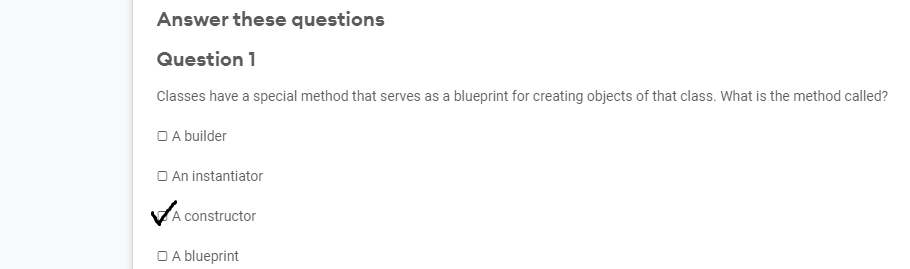 Answer these questions
Question 1
Classes have a special method that serves as a blueprint for creating objects of that class. What is the method called?
A builder
An instantiator
A constructor
A blueprint